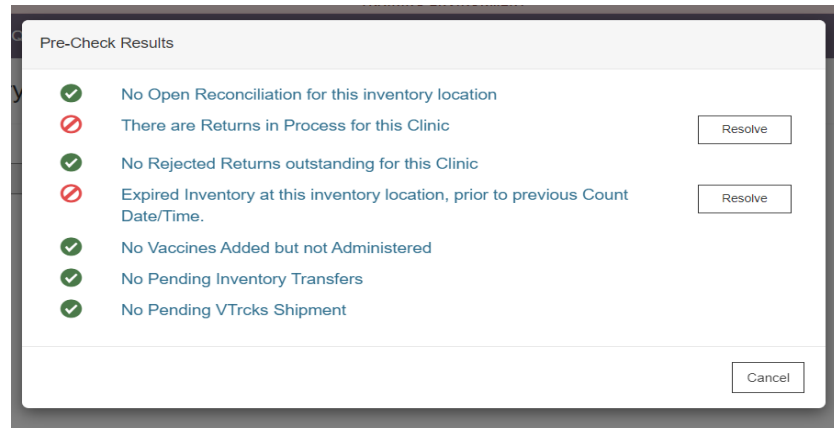 Pre-Check Results
No Open Reconciliation for this inventory location
There are Returns in Process for this Clinic
Resolve
No Rejected Returns outstanding for this Clinic
Expired Inventory at this inventory location, prior to previous Count
Date/Time.
Resolve
No Vaccines Added but not Administered
No Pending Inventory Transfers
No Pending VTrcks Shipment
Cancel